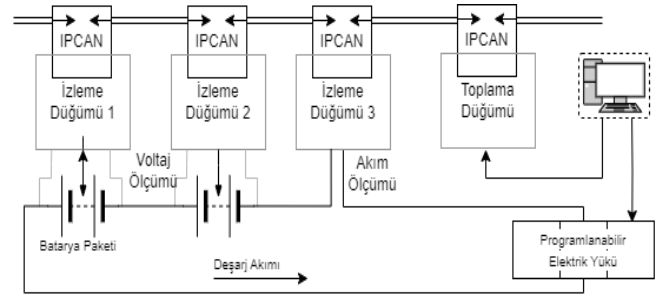 IPCAN
IPCAN
IPCAN
IPCAN
İzleme
Düğümü 1
İzleme
Düğümü 2
İzleme
Düğümü 3
Toplama
Düğümü
Voltaj
Ölçümü
Akım
Ölçümü
Batarya Paketi
Deşarj Akımı
Programlanabilir
Elektrik Yükü